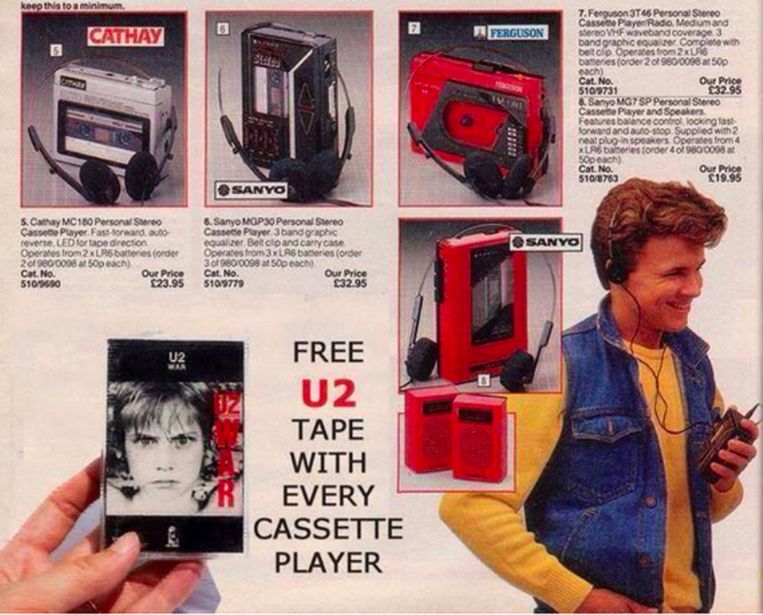 keep this to a minimum.
5
CATHAY
6
SANYO
7
FERGUSON
7. Ferguson 3T46 Personal Stereo
Cassette Player/Radio. Medium and
stereo VHF waveband coverage. 3
band graphic equalizer. Complete with
belt clip. Operates from 2 x LR6
batteries (order 2 of 980/0098 at 50p
each).
Cat. No. Our Price
510/9731 £32.95
8. Sanyo MG7 SP Personal Stereo
Cassette Player and Speakers.
Features balance control, locking fast-
forward and auto-stop. Supplied with 2
neat plug-in speakers. Operates from 4
x LR6 batteries (order 4 of 980/0098 at
50p each).
Cat. No. Our Price
510/8763 £19.95
5. Cathay MC180 Personal Stereo
Cassette Player. Fast-forward, auto-
reverse, LED for tape direction.
Operates from 2 x LR6 batteries (order
2 of 980/0098 at 50p each).
Cat. No. Our Price
510/9690 £23.95
6. Sanyo MGP30 Personal Stereo
Cassette Player. 3 band graphic
equalizer. Belt clip and carry case.
Operates from 3 x LR6 batteries (order
3 of 980/0098 at 50p each).
Cat. No. Our Price
510/9779 £32.95
SANYO
8
U2
WAR
U2
WAR
FREE
U2
TAPE
WITH
EVERY
CASSETTE
PLAYER